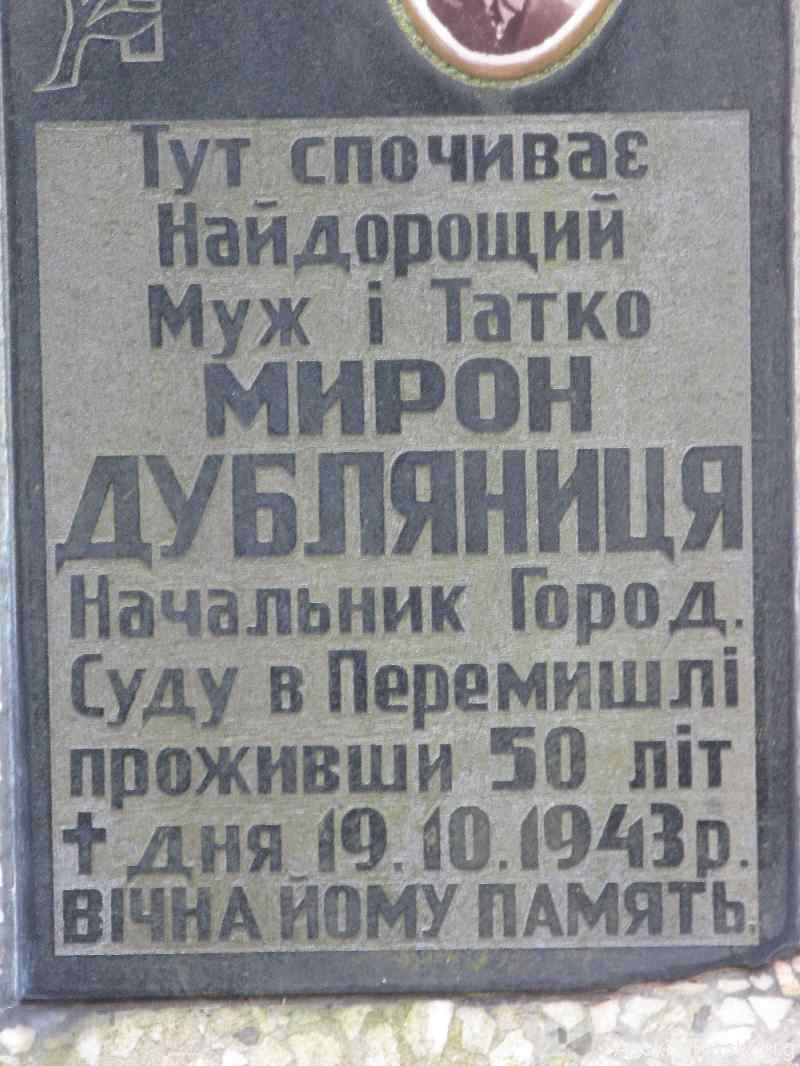 Тут спочиває
Найдорощий
Муж і Татко
МИРОН
ДУБЛЯНИЦЯ
Начальник Город.
Суду в Перемишлі
проживши 50 літ
† дня 19.10.1943 р.
ВІЧНА ЙОМУ ПАМЯТЬ.